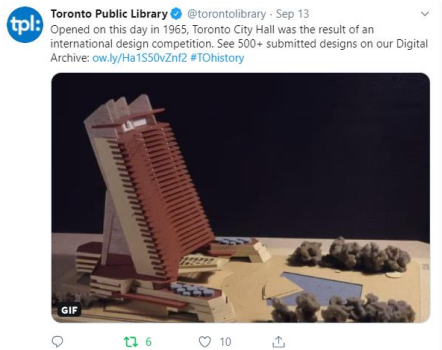 tpl:
Toronto Public Library @torontolibrary · Sep 13
Opened on this day in 1965, Toronto City Hall was the result of an
international design competition. See 500+ submitted designs on our Digital
Archive: ow.ly/Ha1S50vZnf2 #TOhistory
GIF
6 10